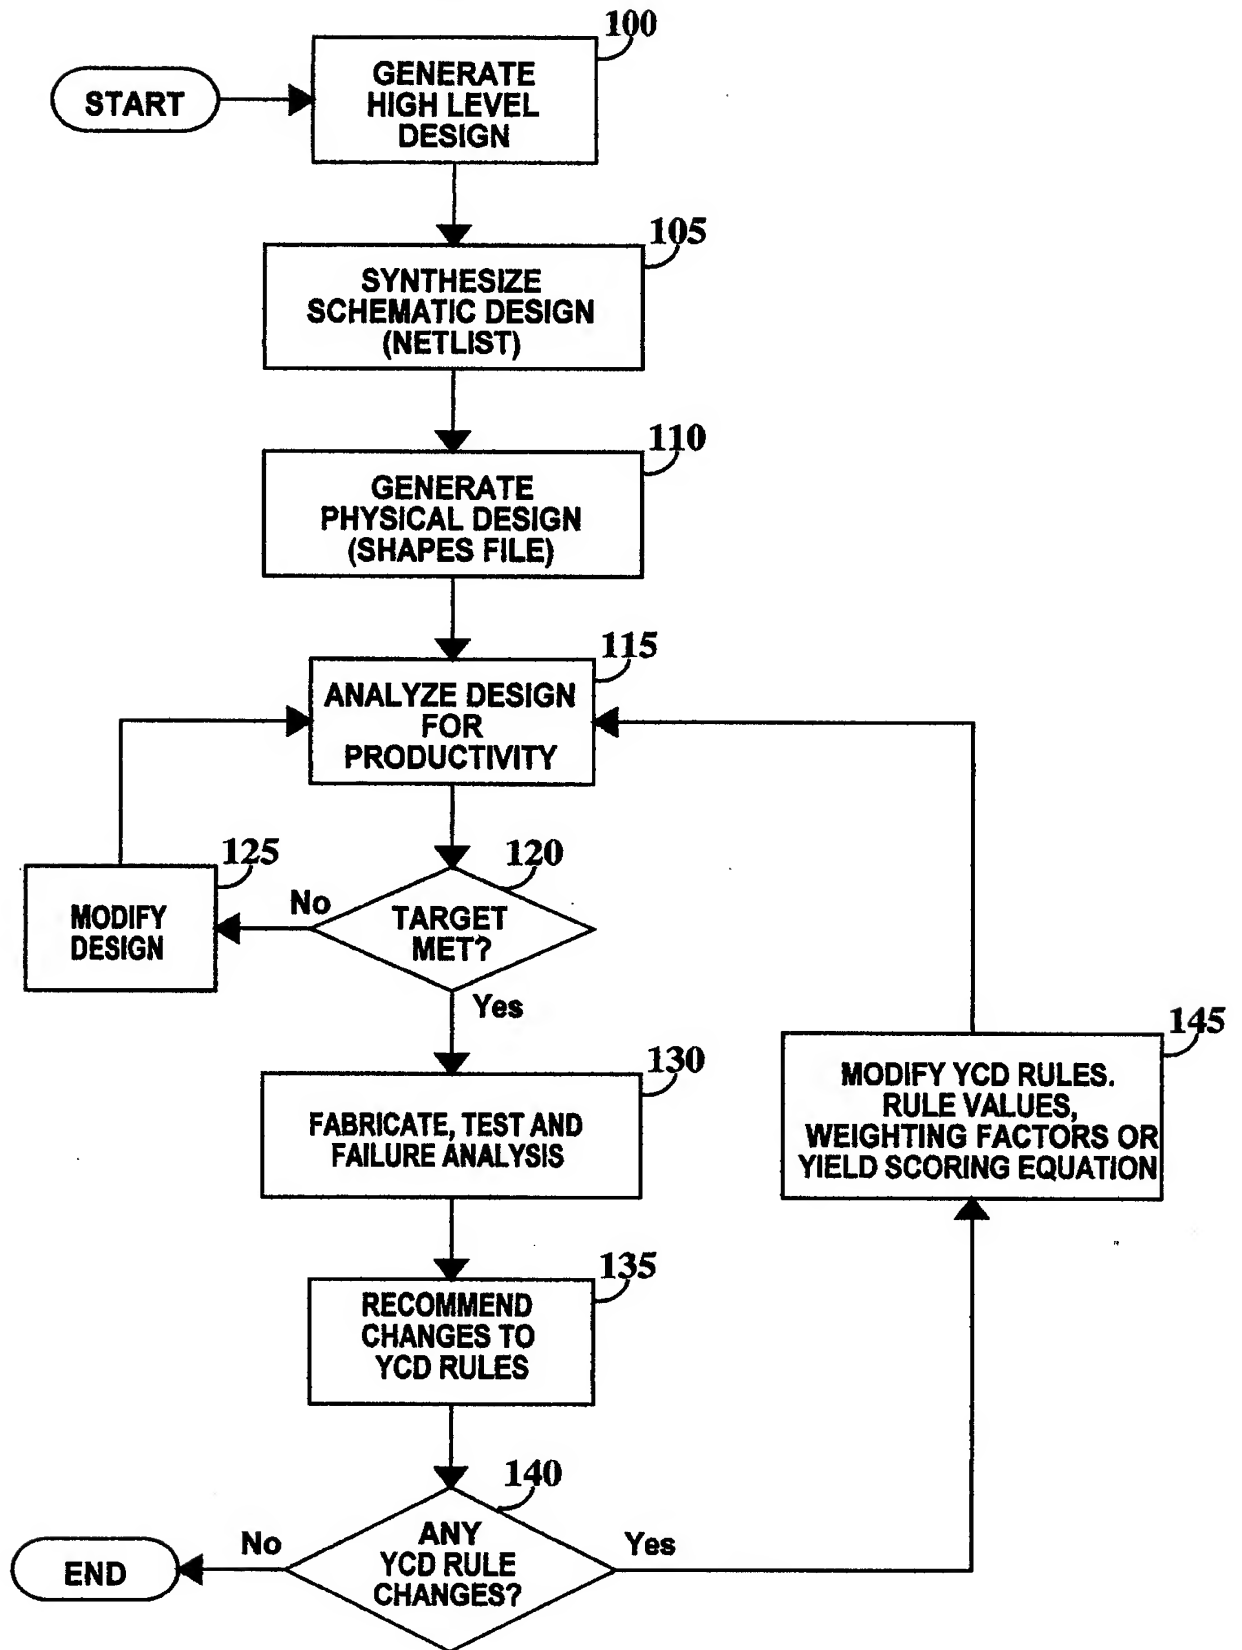 100
START
GENERATE
HIGH LEVEL
DESIGN
105
SYNTHESIZE
SCHEMATIC DESIGN
(NETLIST)
110
GENERATE
PHYSICAL DESIGN
(SHAPES FILE)
115
ANALYZE DESIGN
FOR
PRODUCTIVITY
125
MODIFY
DESIGN
No
120
TARGET
MET?
Yes
130
FABRICATE, TEST AND
FAILURE ANALYSIS
145
MODIFY YCD RULES.
RULE VALUES,
WEIGHTING FACTORS OR
YIELD SCORING EQUATION
135
RECOMMEND
CHANGES TO
YCD RULES
140
ANY
YCD RULE
CHANGES?
No
Yes
END